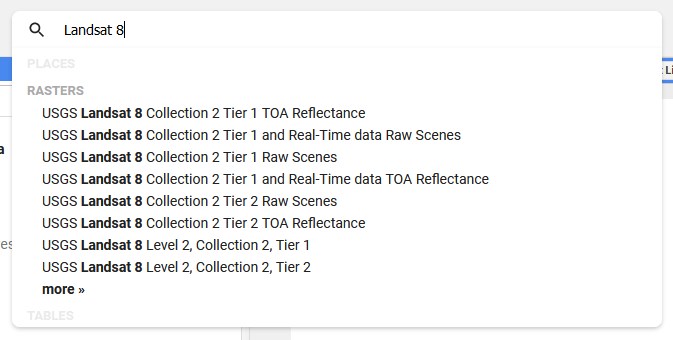 Landsat 8
PLACES
RASTERS
USGS Landsat 8 Collection 2 Tier 1 TOA Reflectance
USGS Landsat 8 Collection 2 Tier 1 and Real-Time data Raw Scenes
USGS Landsat 8 Collection 2 Tier 1 Raw Scenes
USGS Landsat 8 Collection 2 Tier 1 and Real-Time data TOA Reflectance
USGS Landsat 8 Collection 2 Tier 2 Raw Scenes
USGS Landsat 8 Collection 2 Tier 2 TOA Reflectance
USGS Landsat 8 Level 2, Collection 2, Tier 1
USGS Landsat 8 Level 2, Collection 2, Tier 2
more »
TABLES